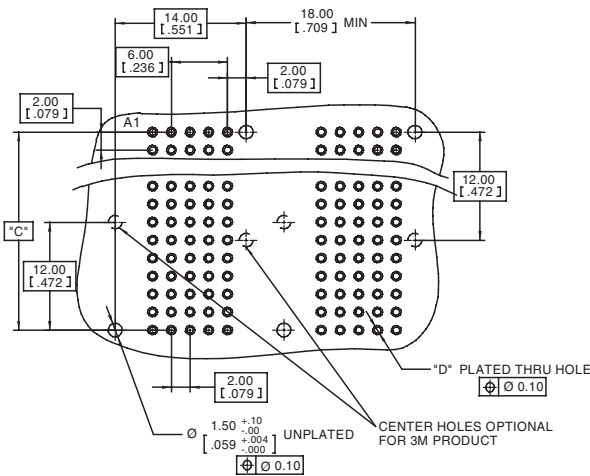 14.00
[ .551 ]
18.00
[ .709 ] MIN
6.00
[ .236 ]
2.00
[ .079 ]
2.00
[ .079 ]
A1
12.00
[ .472 ]
"C"
12.00
[ .472 ]
2.00
[ .079 ]
"D" PLATED THRU HOLE
⌖ Ø 0.10
Ø 1.50 +.10 -.00
[ .059 +.004 -.000 ] UNPLATED
⌖ Ø 0.10
CENTER HOLES OPTIONAL
FOR 3M PRODUCT